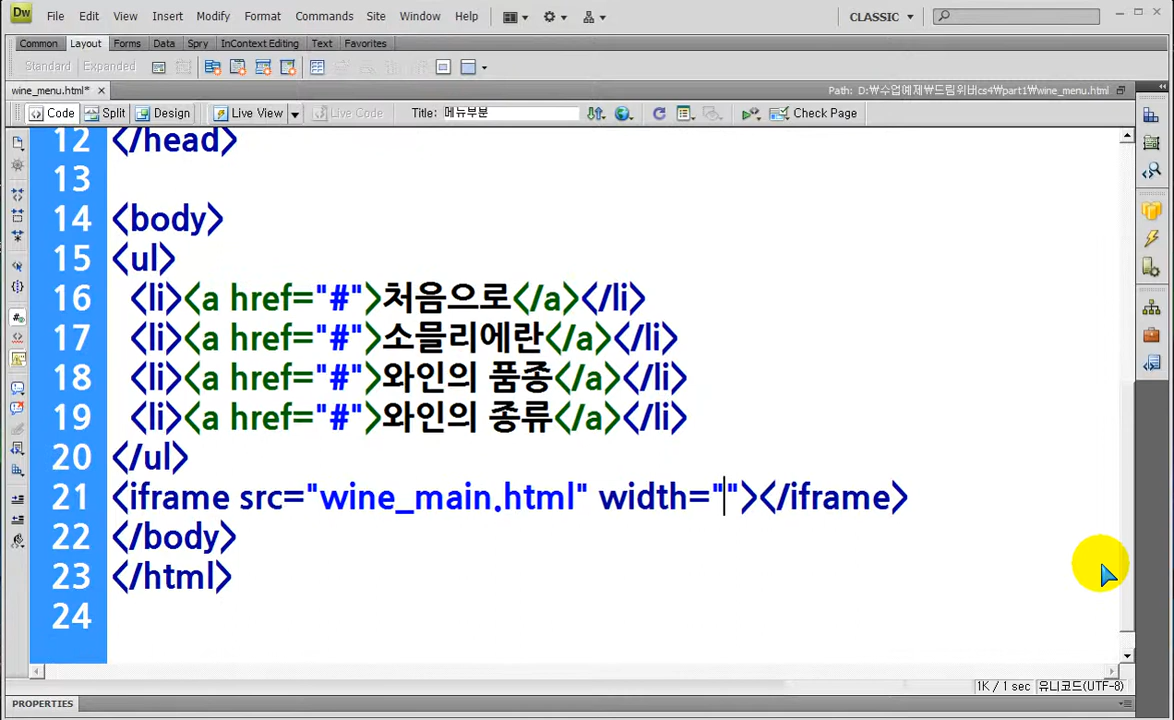 Dw File Edit View Insert Modify Format Commands Site Window Help CLASSIC
Common Layout Forms Data Spry InContext Editing Text Favorites
Standard Expanded
wine_menu.html* × Path: D:￦수업예제￦드림위버cs4￦part1￦wine_menu.html
Code Split Design Live View Live Code Title: 메뉴부분 Check Page
12 </head>
13
14 <body>
15 <ul>
16 <li><a href="#">처음으로</a></li>
17 <li><a href="#">소믈리에란</a></li>
18 <li><a href="#">와인의 품종</a></li>
19 <li><a href="#">와인의 종류</a></li>
20 </ul>
21 <iframe src="wine_main.html" width=""></iframe>
22 </body>
23 </html>
24
1K / 1 sec 유니코드(UTF-8)
PROPERTIES